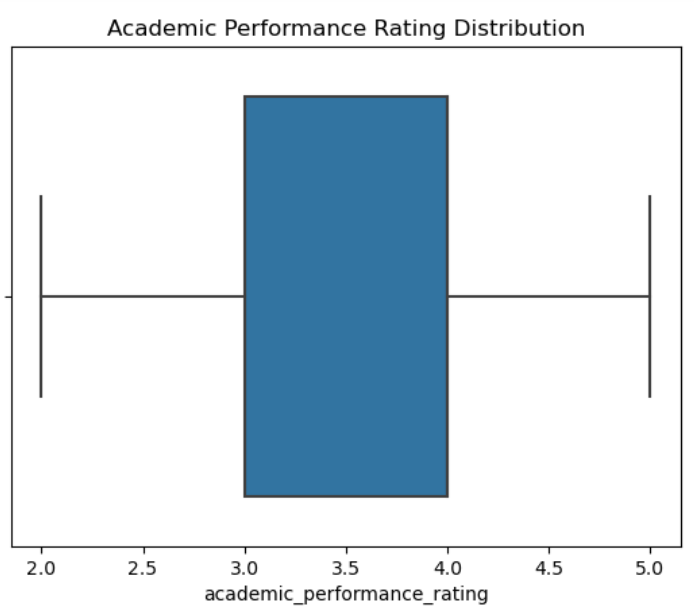 Academic Performance Rating Distribution
2.0 2.5 3.0 3.5 4.0 4.5 5.0
academic_performance_rating